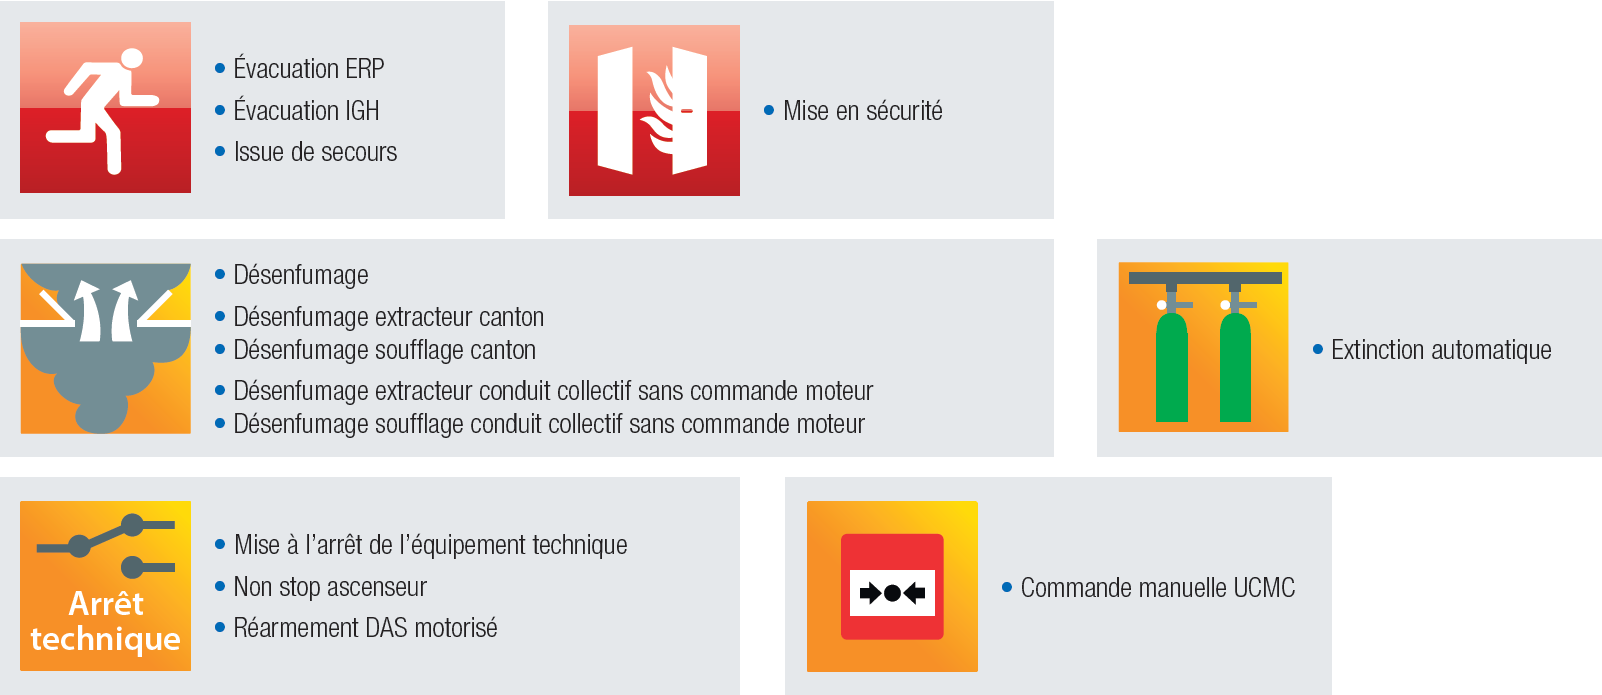 • Évacuation ERP
• Évacuation IGH
• Issue de secours
• Mise en sécurité
• Désenfumage
• Désenfumage extracteur canton
• Désenfumage soufflage canton
• Désenfumage extracteur conduit collectif sans commande moteur
• Désenfumage soufflage conduit collectif sans commande moteur
• Extinction automatique
Arrêt
technique
• Mise à l’arrêt de l’équipement technique
• Non stop ascenseur
• Réarmement DAS motorisé
• Commande manuelle UCMC